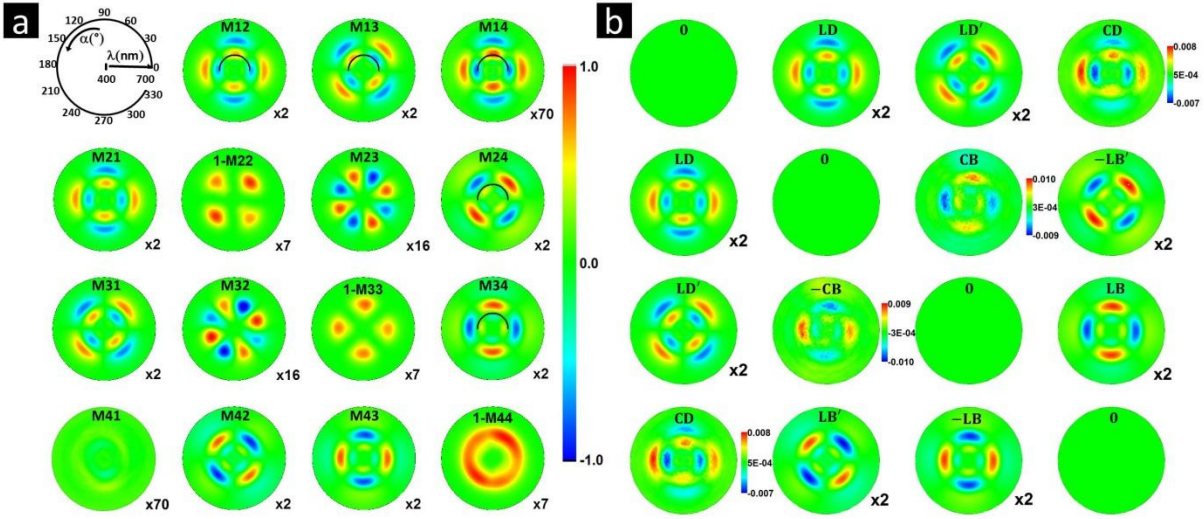 a
90
120 60
150 α(°) 30
λ(nm)
180 400 700 0
210 330
240 300
270
M12
x2
M13
x2
M14
x70
M21
x2
1-M22
x7
M23
x16
M24
x2
M31
x2
M32
x16
1-M33
x7
M34
x2
M41
x70
M42
x2
M43
x2
1-M44
x7
1.0
0.0
-1.0
b
0
LD
x2
LD′
x2
CD
0.008
5E-04
-0.007
LD
x2
0
CB
0.010
3E-04
-0.009
−LB′
x2
LD′
x2
−CB
0.009
-3E-04
-0.010
0
LB
x2
CD
0.008
5E-04
-0.007
LB′
x2
−LB
x2
0